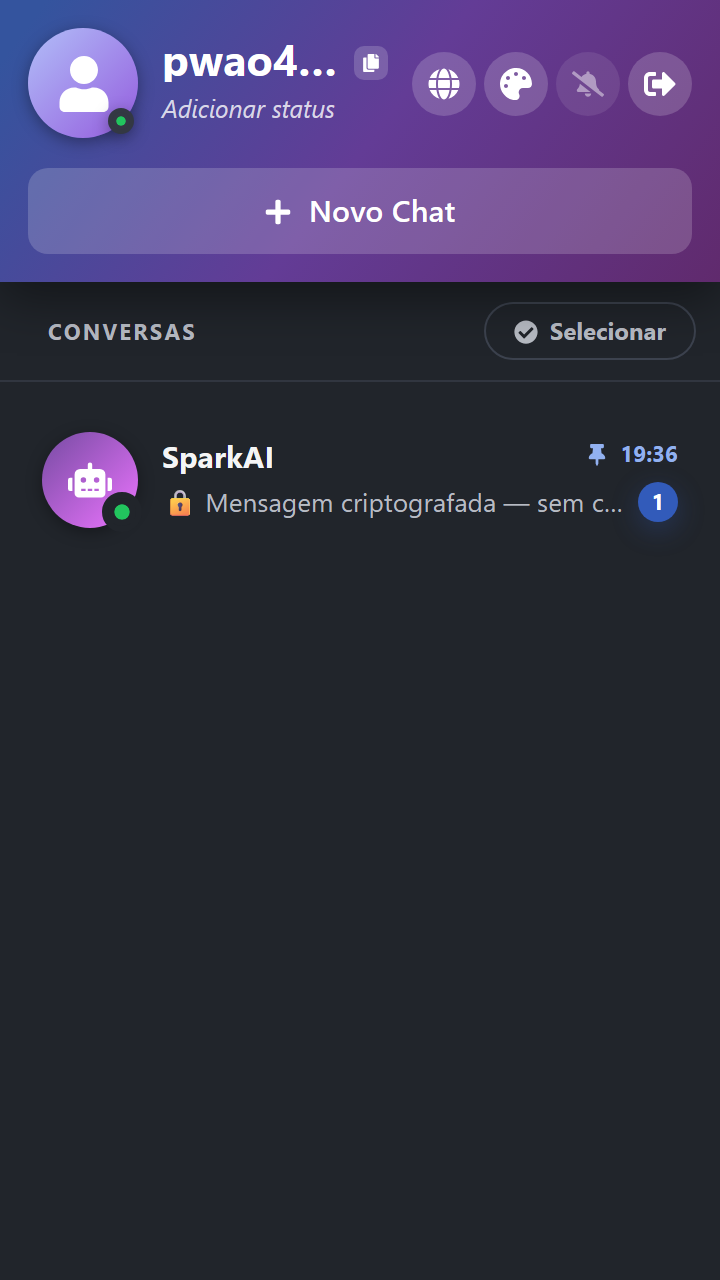 pwao4...
Adicionar status
Novo Chat
CONVERSAS
Selecionar
SparkAI
19:36
🔒 Mensagem criptografada — sem c...
1